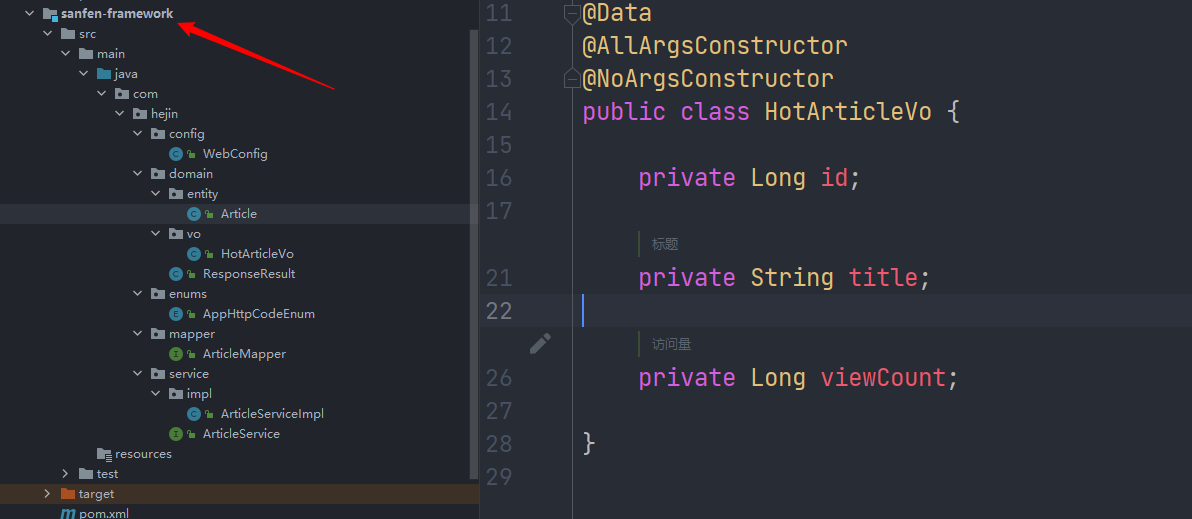 sanfen-framework
src
main
java
com
hejin
config
WebConfig
domain
entity
Article
vo
HotArticleVo
ResponseResult
enums
AppHttpCodeEnum
mapper
ArticleMapper
service
impl
ArticleServiceImpl
ArticleService
resources
test
target
pom.xml
11 @Data
12 @AllArgsConstructor
13 @NoArgsConstructor
14 public class HotArticleVo {
15
16 private Long id;
17
标题
21 private String title;
22
访问量
26 private Long viewCount;
27
28 }
29